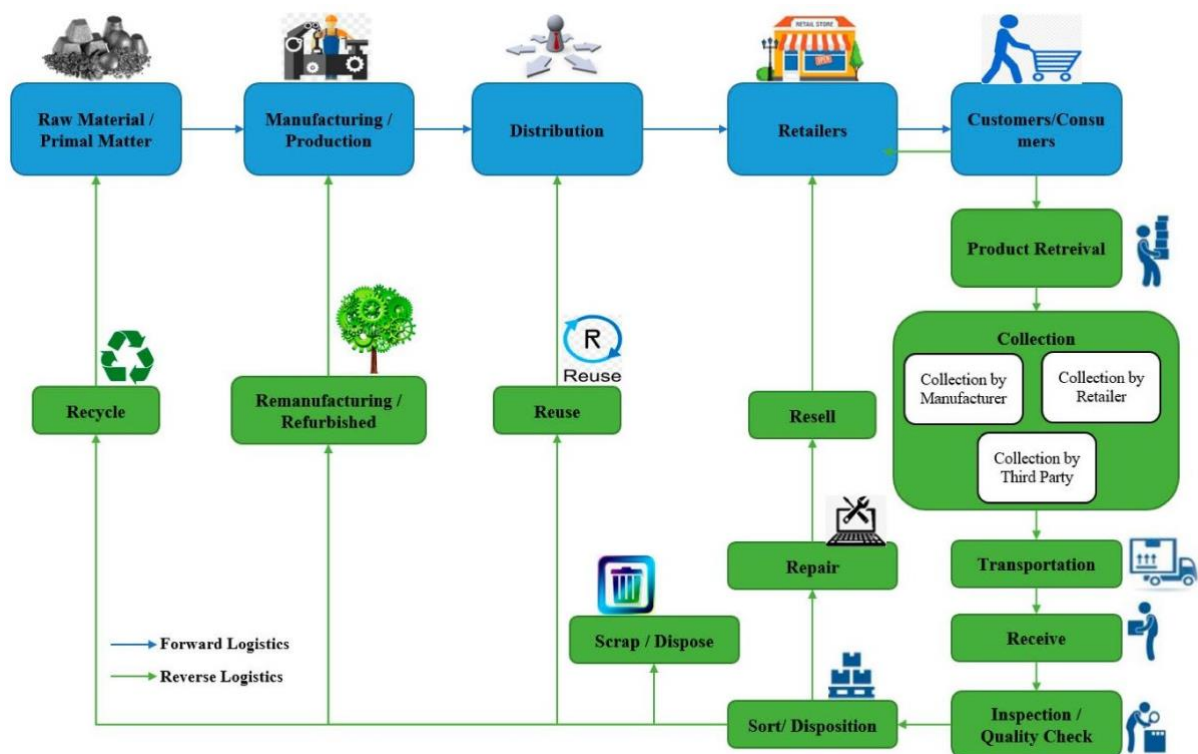 RETAIL STORE
OPEN
Raw Material /
Primal Matter
Manufacturing /
Production
Distribution
Retailers
Customers/Consu
mers
Product Retreival
Collection
Collection by
Manufacturer
Collection by
Retailer
Collection by
Third Party
R
Reuse
Recycle
Remanufacturing /
Refurbished
Reuse
Resell
Repair
Transportation
Scrap / Dispose
Receive
Forward Logistics
Reverse Logistics
Sort/ Disposition
Inspection /
Quality Check